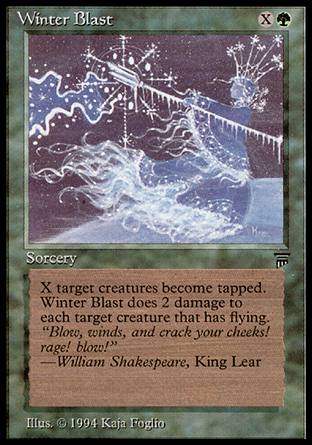 Winter Blast X
Sorcery
X target creatures become tapped.
Winter Blast does 2 damage to
each target creature that has flying.
"Blow, winds, and crack your cheeks!
rage! blow!"
—William Shakespeare, King Lear
Illus. © 1994 Kaja Foglio